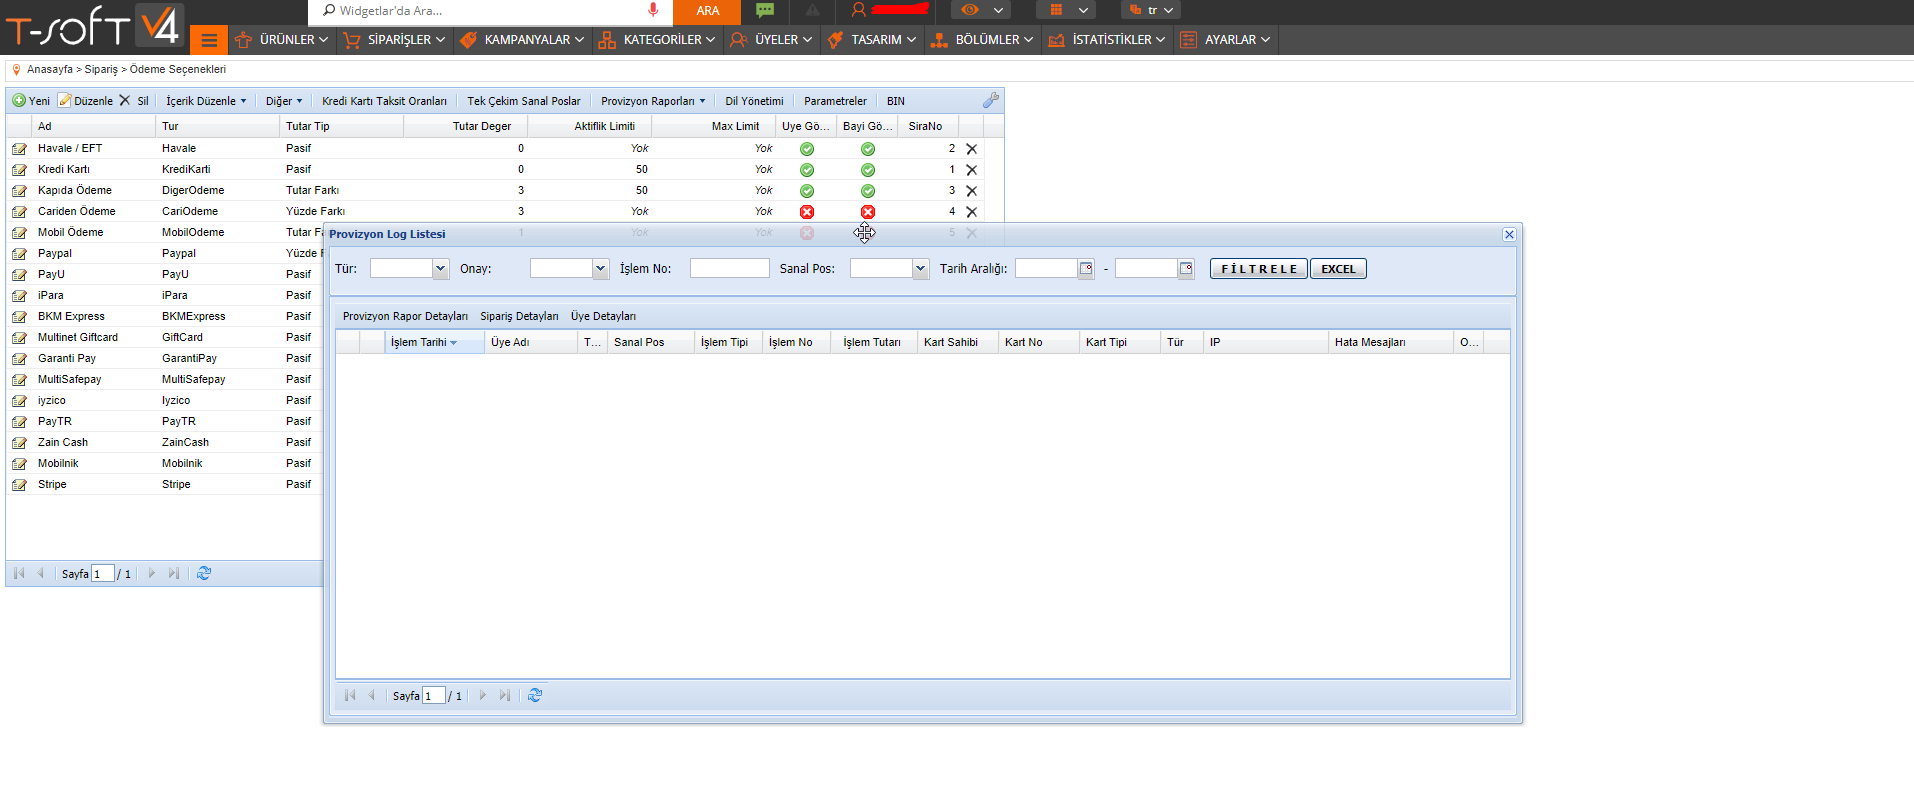 T-SOFT V4
Widgetlar'da Ara...
ARA
tr
ÜRÜNLER
SİPARİŞLER
KAMPANYALAR
KATEGORİLER
ÜYELER
TASARIM
BÖLÜMLER
İSTATİSTİKLER
AYARLAR
Anasayfa > Sipariş > Ödeme Seçenekleri
Yeni Düzenle Sil İçerik Düzenle Diğer Kredi Kartı Taksit Oranları Tek Çekim Sanal Poslar Provizyon Raporları Dil Yönetimi Parametreler BIN
Ad Tur Tutar Tip Tutar Deger Aktiflik Limiti Max Limit Uye Gö... Bayi Gö... SiraNo
Havale / EFT Havale Pasif 0 Yok Yok 2
Kredi Kartı KrediKarti Pasif 0 50 Yok 1
Kapıda Ödeme DigerOdeme Tutar Farkı 3 50 Yok 3
Cariden Ödeme CariOdeme Yüzde Farkı 3 Yok Yok 4
Mobil Ödeme MobilOdeme Tutar Fa 1 Yok Yok 5
Paypal Paypal Yüzde F
PayU PayU Pasif
iPara iPara Pasif
BKM Express BKMExpress Pasif
Multinet Giftcard GiftCard Pasif
Garanti Pay GarantiPay Pasif
MultiSafepay MultiSafepay Pasif
iyzico Iyzico Pasif
PayTR PayTR Pasif
Zain Cash ZainCash Pasif
Mobilnik Mobilnik Pasif
Stripe Stripe Pasif
Sayfa 1 / 1
Provizyon Log Listesi
Tür: Onay: İşlem No: Sanal Pos: Tarih Aralığı: - FİLTRELE EXCEL
Provizyon Rapor Detayları Sipariş Detayları Üye Detayları
İşlem Tarihi Üye Adı T... Sanal Pos İşlem Tipi İşlem No İşlem Tutarı Kart Sahibi Kart No Kart Tipi Tür IP Hata Mesajları O...
Sayfa 1 / 1